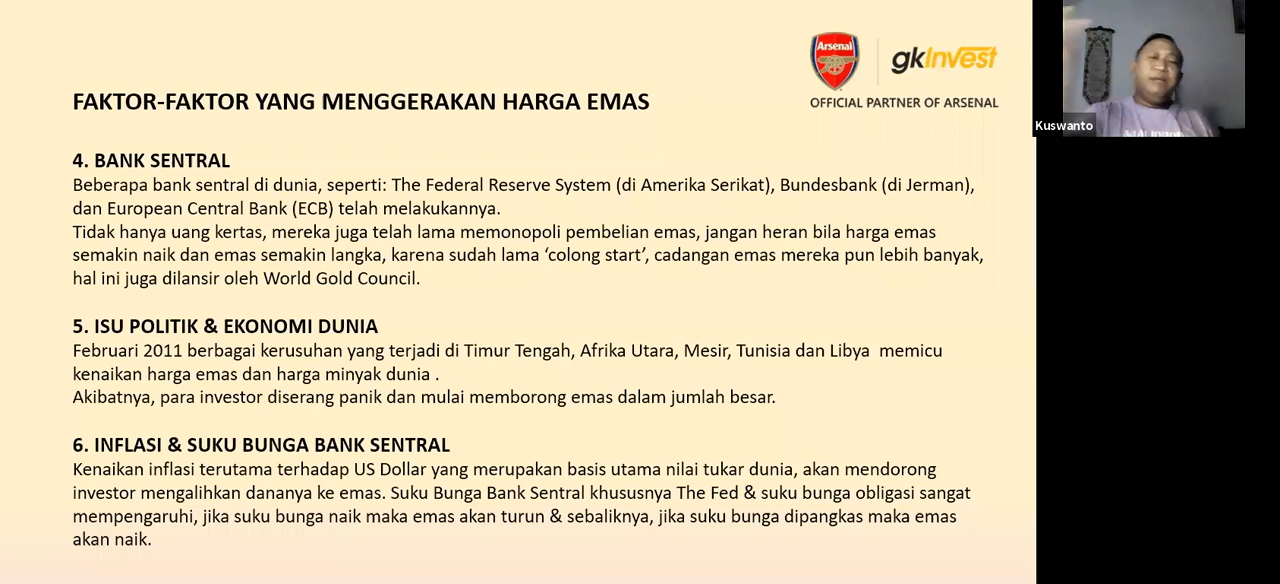 Arsenal
gkInvest
OFFICIAL PARTNER OF ARSENAL
FAKTOR-FAKTOR YANG MENGGERAKAN HARGA EMAS
4. BANK SENTRAL
Beberapa bank sentral di dunia, seperti: The Federal Reserve System (di Amerika Serikat), Bundesbank (di Jerman),
dan European Central Bank (ECB) telah melakukannya.
Tidak hanya uang kertas, mereka juga telah lama memonopoli pembelian emas, jangan heran bila harga emas
semakin naik dan emas semakin langka, karena sudah lama ‘colong start’, cadangan emas mereka pun lebih banyak,
hal ini juga dilansir oleh World Gold Council.
5. ISU POLITIK & EKONOMI DUNIA
Februari 2011 berbagai kerusuhan yang terjadi di Timur Tengah, Afrika Utara, Mesir, Tunisia dan Libya  memicu
kenaikan harga emas dan harga minyak dunia .
Akibatnya, para investor diserang panik dan mulai memborong emas dalam jumlah besar.
6. INFLASI & SUKU BUNGA BANK SENTRAL
Kenaikan inflasi terutama terhadap US Dollar yang merupakan basis utama nilai tukar dunia, akan mendorong
investor mengalihkan dananya ke emas. Suku Bunga Bank Sentral khususnya The Fed & suku bunga obligasi sangat
mempengaruhi, jika suku bunga naik maka emas akan turun & sebaliknya, jika suku bunga dipangkas maka emas
akan naik.
Kuswanto